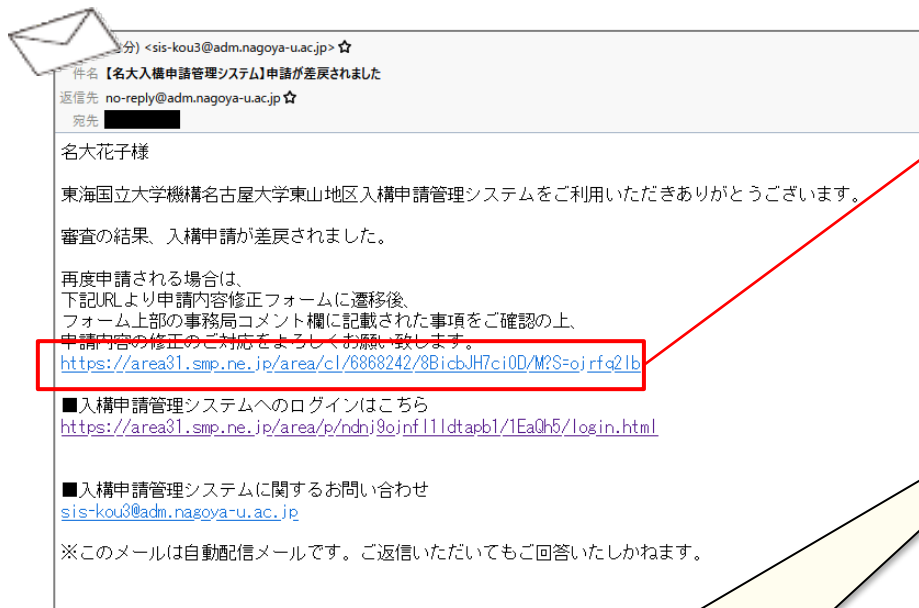 分) <sis-kou3@adm.nagoya-u.ac.jp>
件名 【名大入構申請管理システム】申請が差戻されました
返信先 no-reply@adm.nagoya-u.ac.jp
宛先
名大花子様
東海国立大学機構名古屋大学東山地区入構申請管理システムをご利用いただきありがとうございます。
審査の結果、入構申請が差戻されました。
再度申請される場合は、
下記URLより申請内容修正フォームに遷移後、
フォーム上部の事務局コメント欄に記載された事項をご確認の上、
申請内容の修正のご対応をよろしくお願い致します。
https://area31.smp.ne.jp/area/cl/6868242/8BicbJH7ci0D/M?S=ojrfq2lb
■入構申請管理システムへのログインはこちら
https://area31.smp.ne.jp/area/p/ndnj9ojnfl1ldtapb1/1EaQh5/login.html
■入構申請管理システムに関するお問い合わせ
sis-kou3@adm.nagoya-u.ac.jp
※このメールは自動配信メールです。ご返信いただいてもご回答いたしかねます。